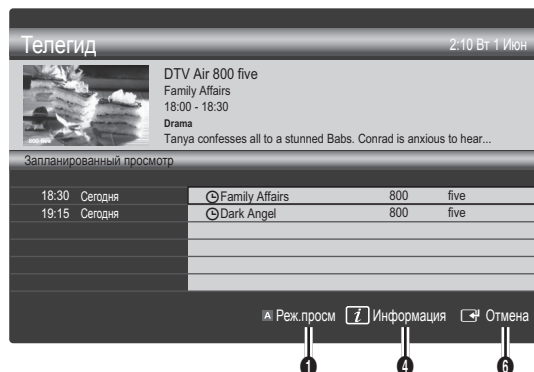 Телегид 2:10 Вт 1 Июн
DTV Air 800 five
Family Affairs
18:00 - 18:30
Drama
Tanya confesses all to a stunned Babs. Conrad is anxious to hear...
Запланированный просмотр
18:30 Сегодня Family Affairs 800 five
19:15 Сегодня Dark Angel 800 five
A Реж.просм i Информация Отмена
1 4 6